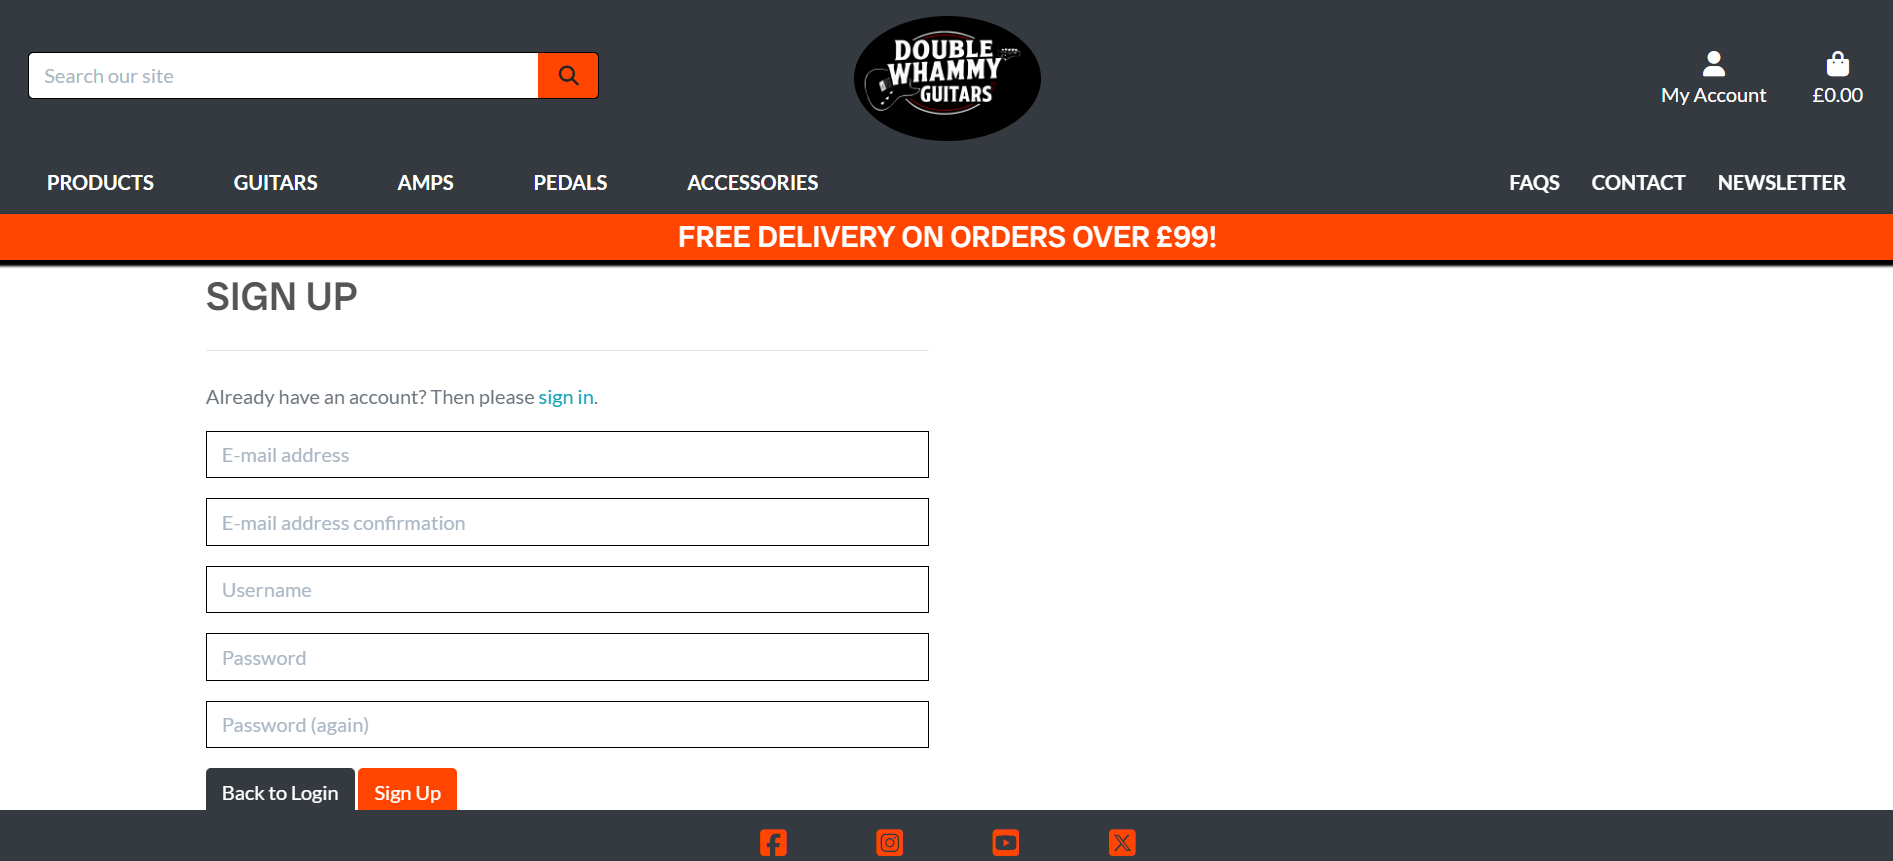 Search our site
DOUBLE
WHAMMY
GUITARS
My Account
£0.00
PRODUCTS
GUITARS
AMPS
PEDALS
ACCESSORIES
FAQS
CONTACT
NEWSLETTER
FREE DELIVERY ON ORDERS OVER £99!
SIGN UP
Already have an account? Then please sign in.
E-mail address
E-mail address confirmation
Username
Password
Password (again)
Back to Login
Sign Up